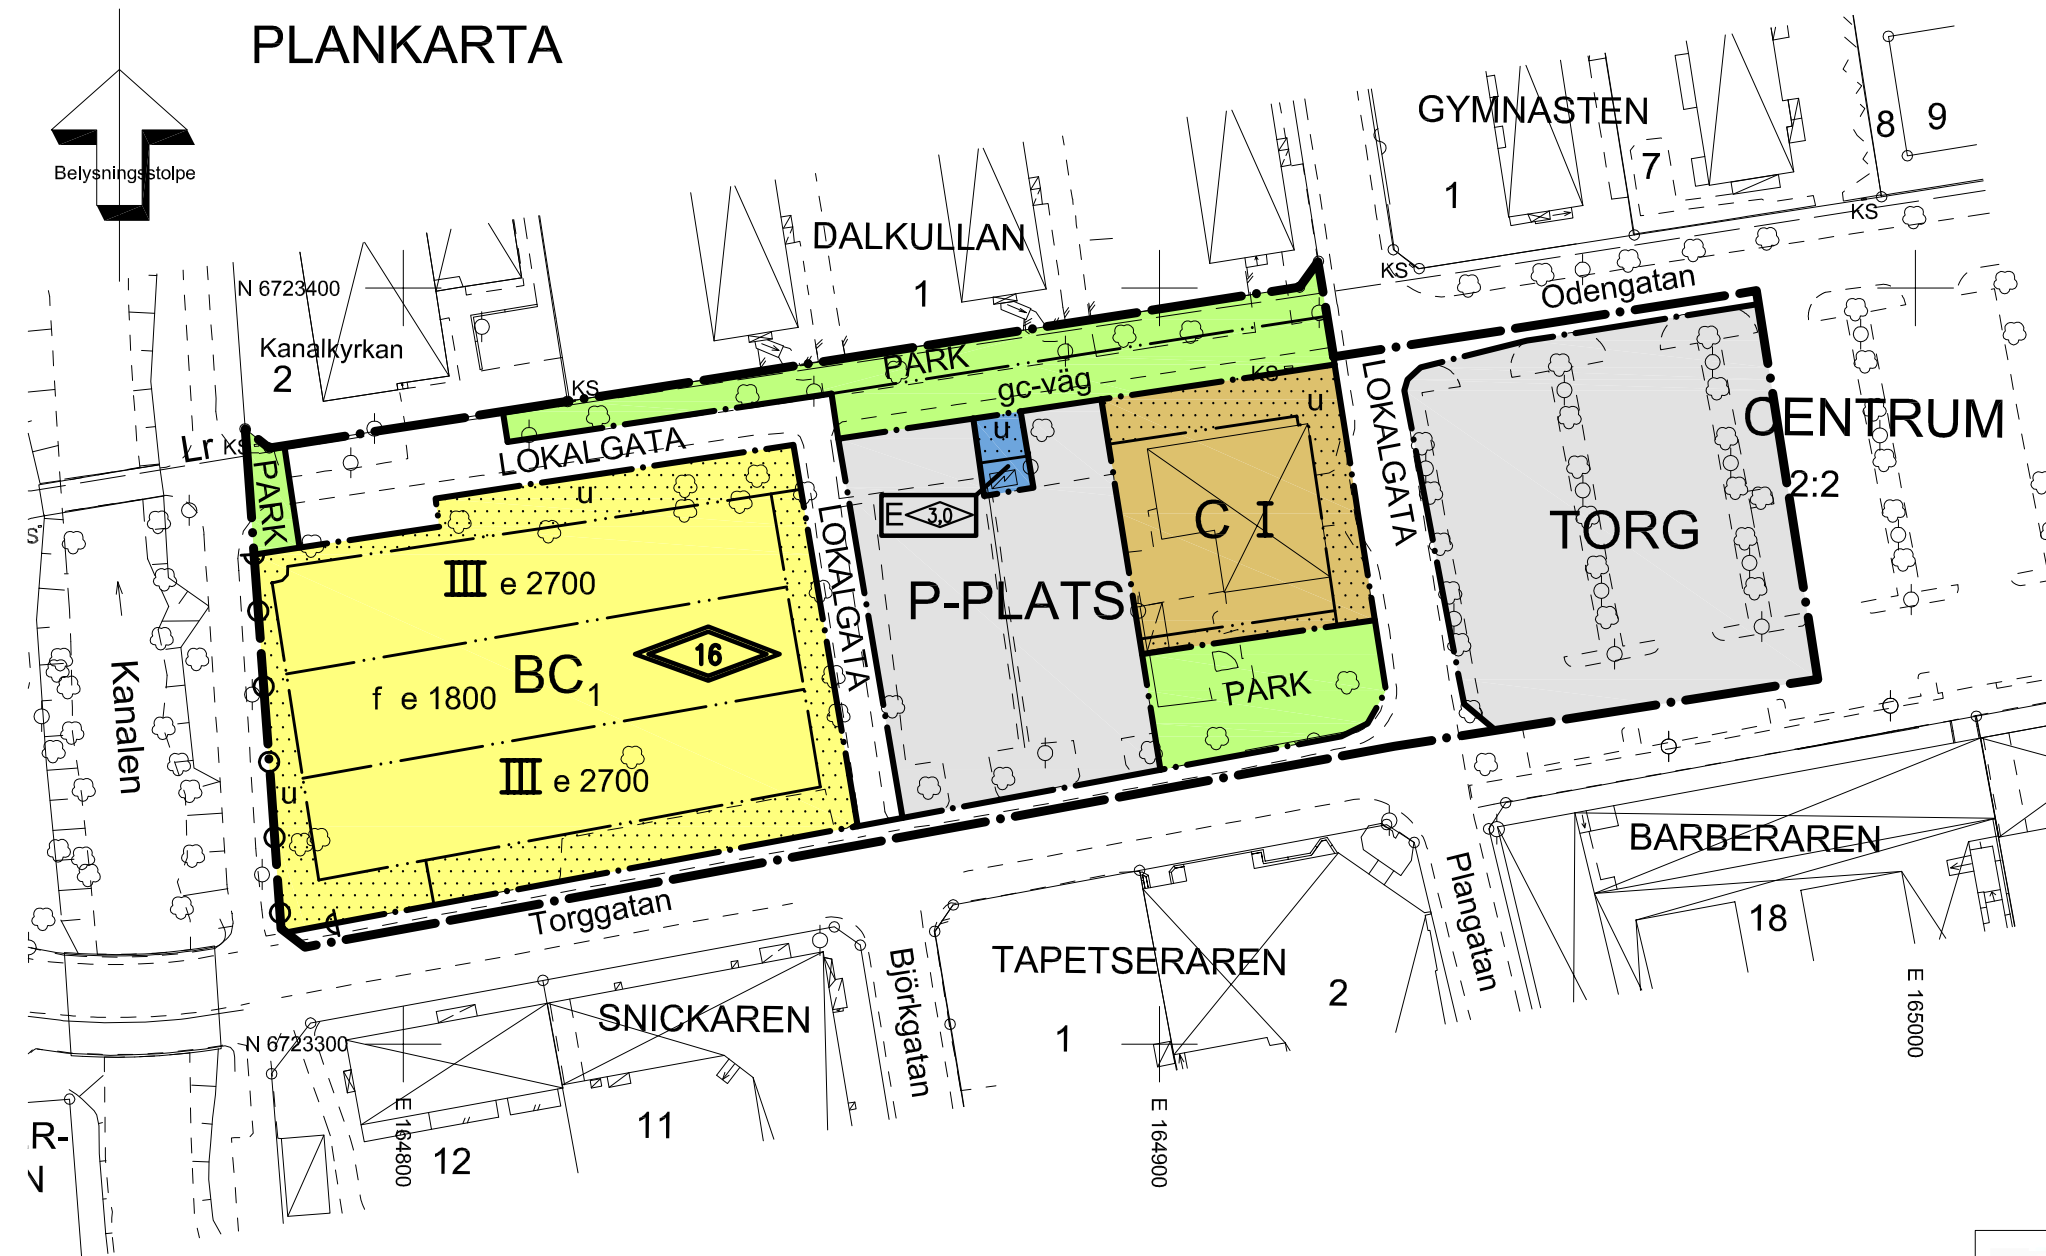 PLANKARTA
Belysningsstolpe
GYMNASTEN
1
7
8
9
DALKULLAN
1
N 6723400
Kanalkyrkan
2
KS
KS
KS
Odengatan
PARK
gc-väg
KS
Lr KS
PARK
LOKALGATA
u
u
u
LOKALGATA
CENTRUM
2:2
E 3,0
C I
TORG
LOKALGATA
P-PLATS
III e 2700
16
BC1
f e 1800
III e 2700
u
PARK
Kanalen
Torggatan
Plangatan
BARBERAREN
18
Björkgatan
TAPETSERAREN
1
2
SNICKAREN
N 6723300
11
12
E 164800
E 164900
E 165000
R-
N